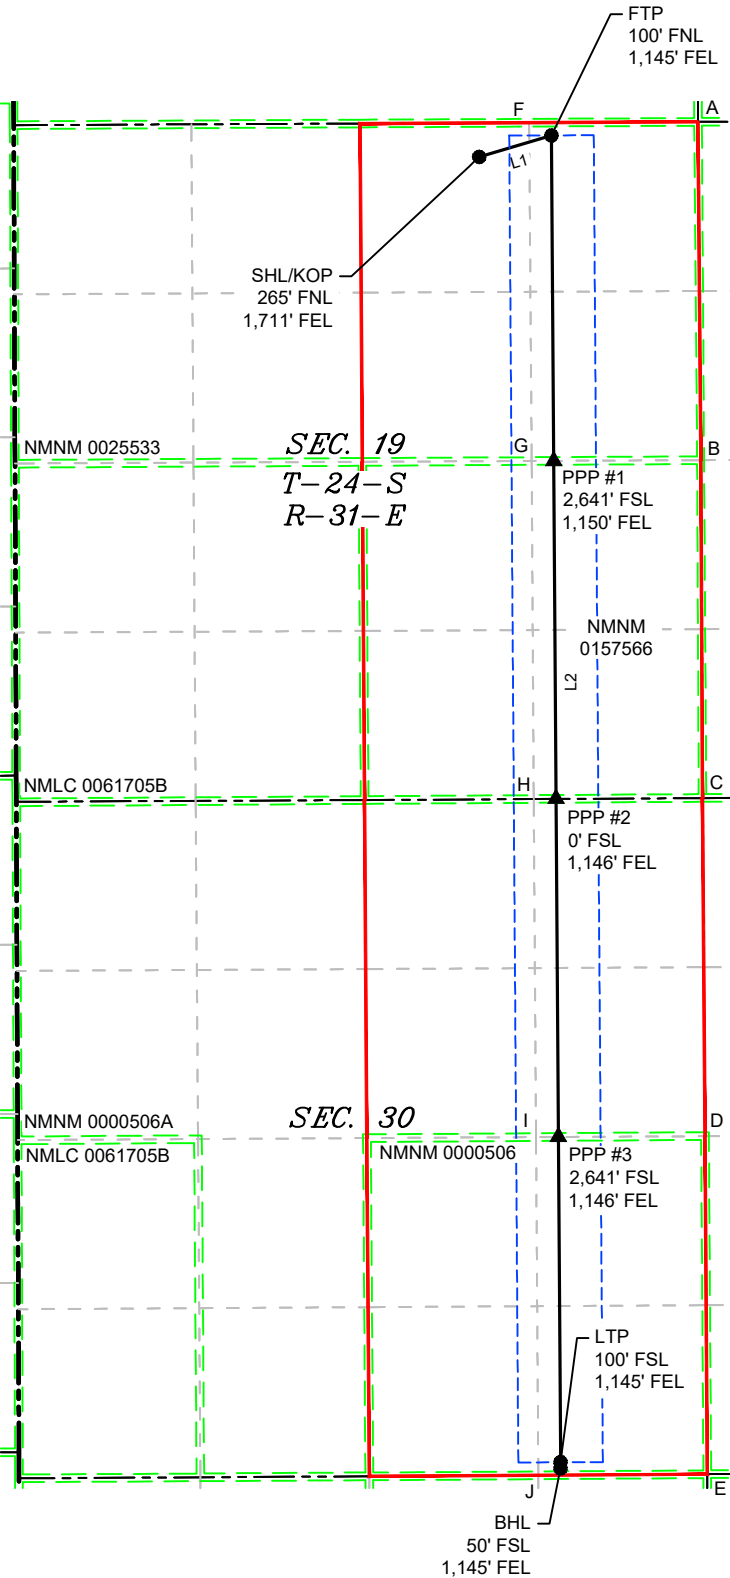 FTP
100' FNL
1,145' FEL
F
A
L1
SHL/KOP
265' FNL
1,711' FEL
NMNM 0025533
SEC. 19
G
B
T-24-S
R-31-E
PPP #1
2,641' FSL
1,150' FEL
NMNM
0157566
L2
NMLC 0061705B
H
C
PPP #2
0' FSL
1,146' FEL
NMNM 0000506A
SEC. 30
I
D
NMLC 0061705B
NMNM 0000506
PPP #3
2,641' FSL
1,146' FEL
LTP
100' FSL
1,145' FEL
J
E
BHL
50' FSL
1,145' FEL